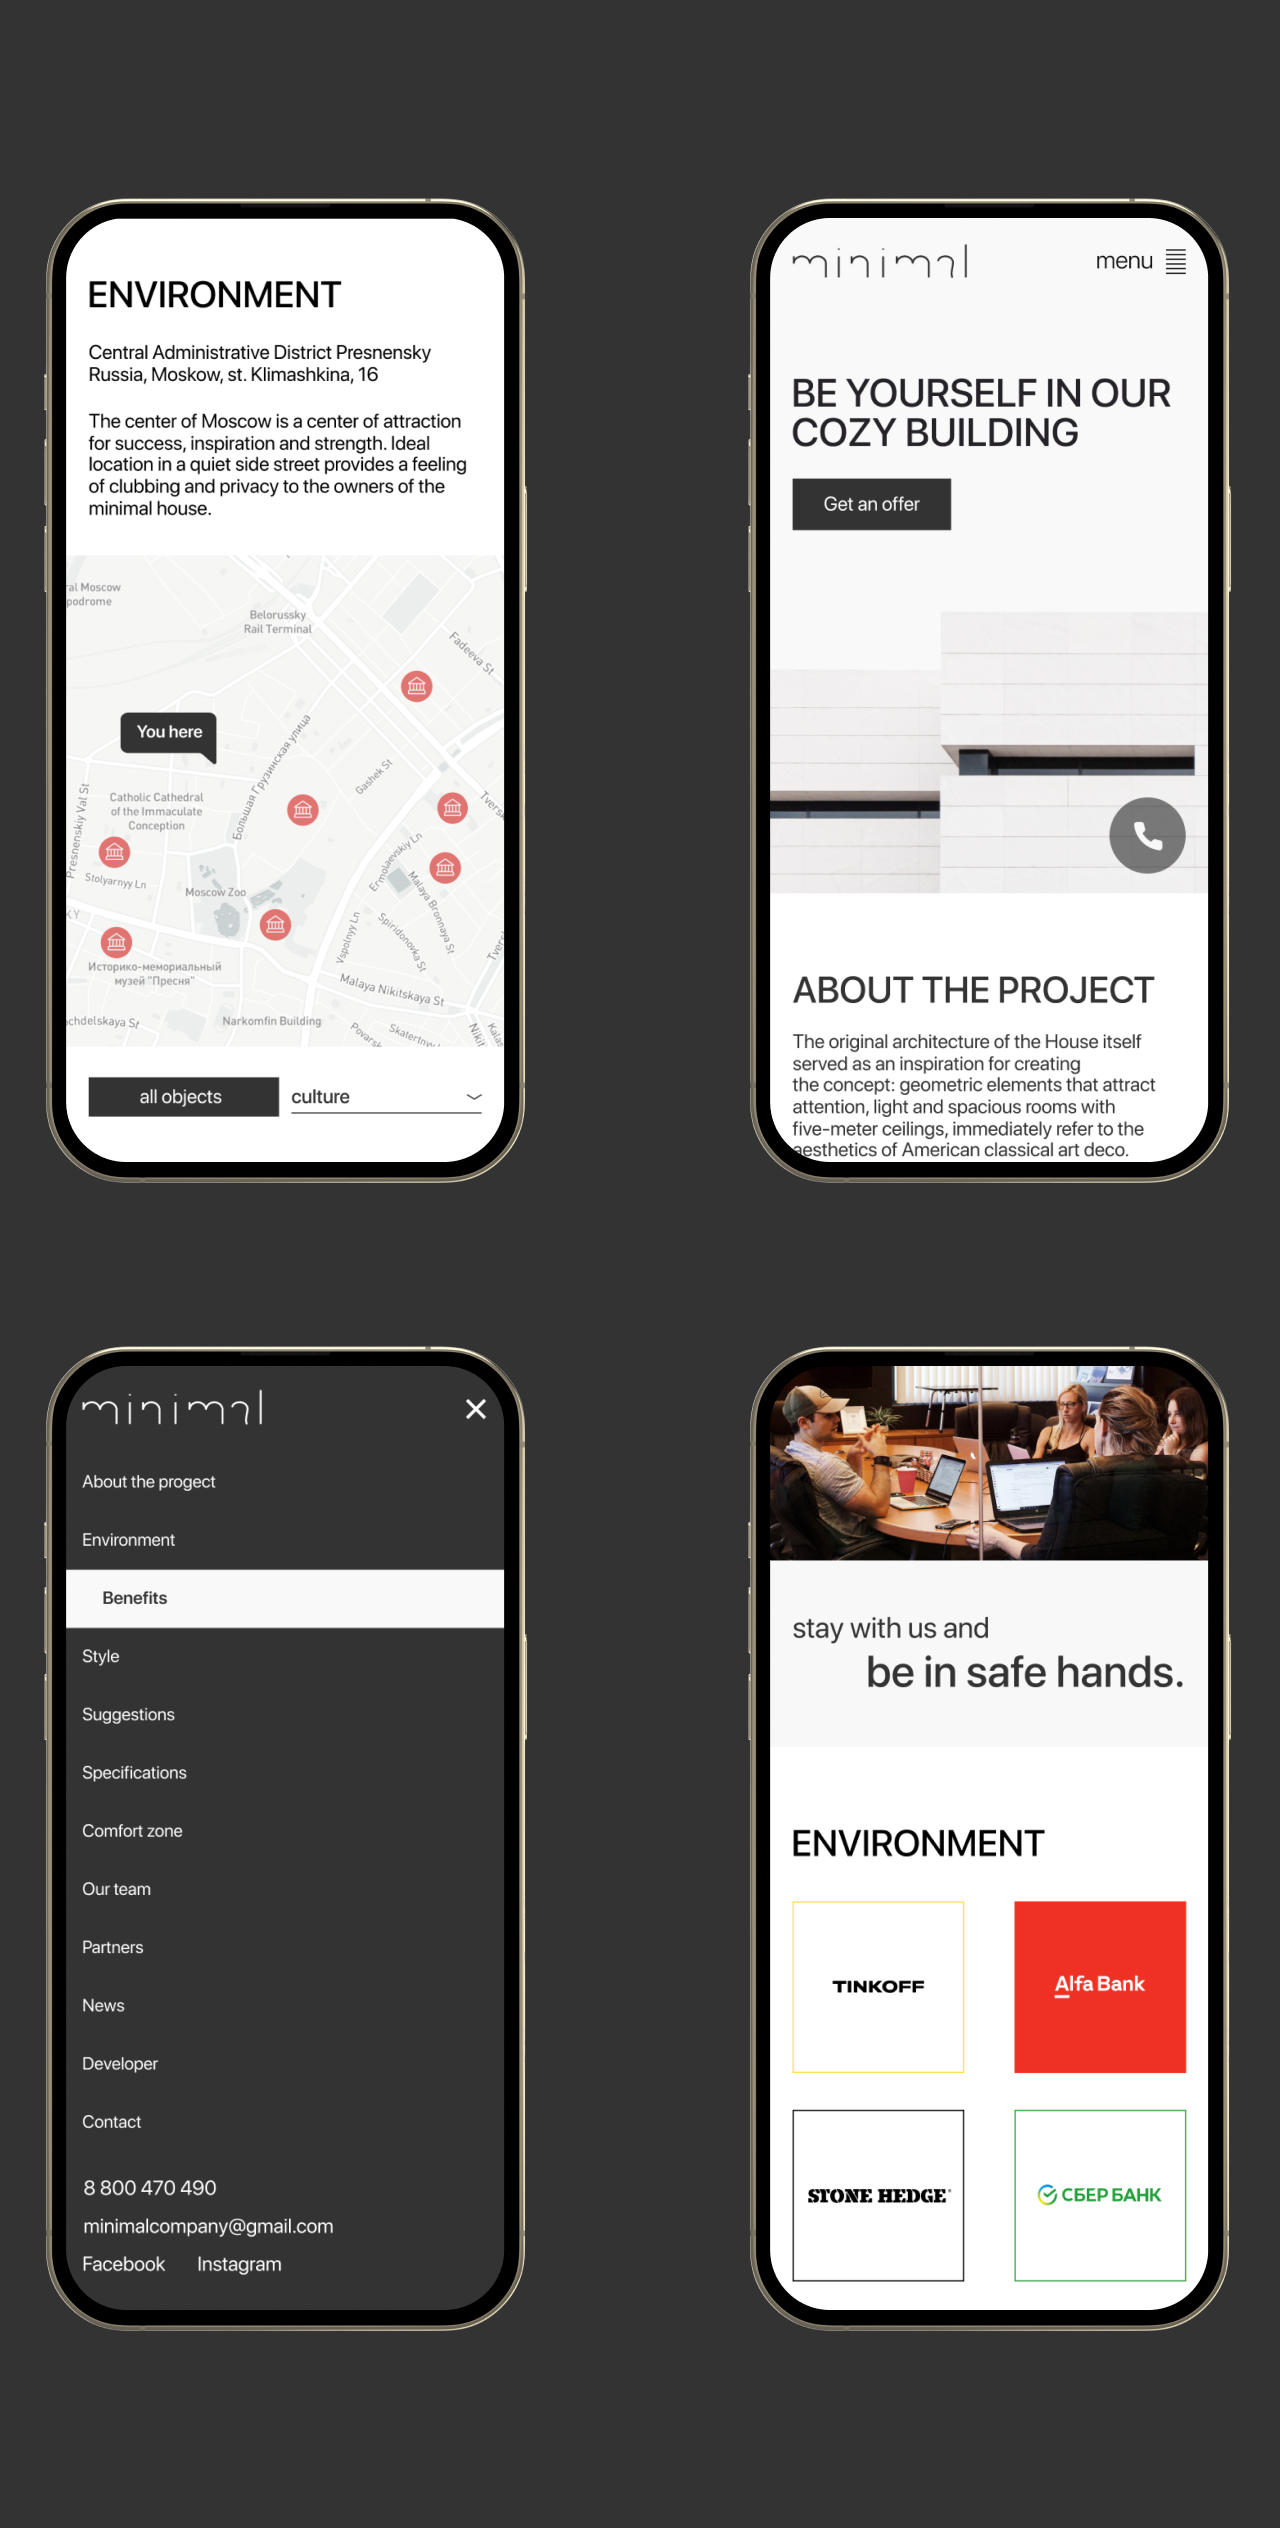 ENVIRONMENT
Central Administrative District Presnensky
Russia, Moskow, st. Klimashkina, 16
The center of Moscow is a center of attraction
for success, inspiration and strength. Ideal
location in a quiet side street provides a feeling
of clubbing and privacy to the owners of the
minimal house.
ral Moscow
podrome
Belorussky
Rail Terminal
Fadeeva St
You here
Большая Грузинская улица
Gashek St
Presnenskiy Val St
Catholic Cathedral
of the Immaculate
Conception
Tversk
Ermolaevskiy Ln
Stolyarnyy Ln
Moscow Zoo
Malaya Bronnaya St
KY
Vspolnyy Ln
Spiridonovka St
Tvers
Историко-мемориальный
музей "Пресня"
Malaya Nikitskaya St
chdelskaya St
Narkomfin Building
Povarsk
Skatertnyy
Nikit
Kalas
all objects
culture
minimal
menu
BE YOURSELF IN OUR
COZY BUILDING
Get an offer
ABOUT THE PROJECT
The original architecture of the House itself
served as an inspiration for creating
the concept: geometric elements that attract
attention, light and spacious rooms with
five-meter ceilings, immediately refer to the
aesthetics of American classical art deco.
minimal
About the progect
Environment
Benefits
Style
Suggestions
Specifications
Comfort zone
Our team
Partners
News
Developer
Contact
8 800 470 490
minimalcompany@gmail.com
Facebook Instagram
stay with us and
be in safe hands.
ENVIRONMENT
TINKOFF
Alfa Bank
STONE HEDGE
СБЕР БАНК